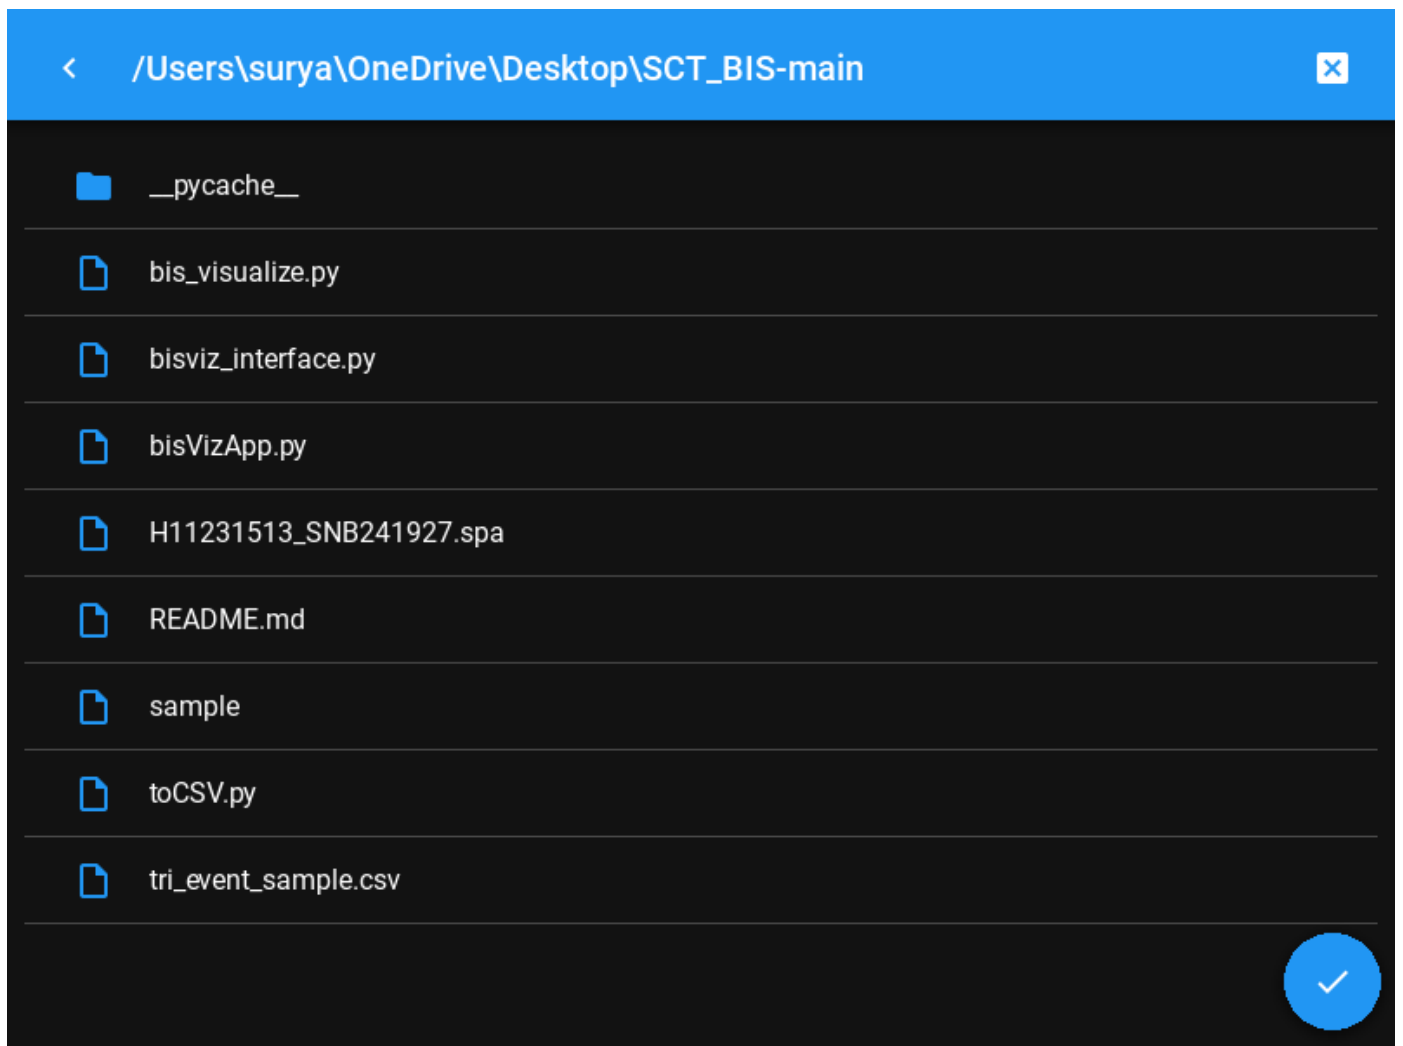 /Users\surya\OneDrive\Desktop\SCT_BIS-main
__pycache__
bis_visualize.py
bisviz_interface.py
bisVizApp.py
H11231513_SNB241927.spa
README.md
sample
toCSV.py
tri_event_sample.csv